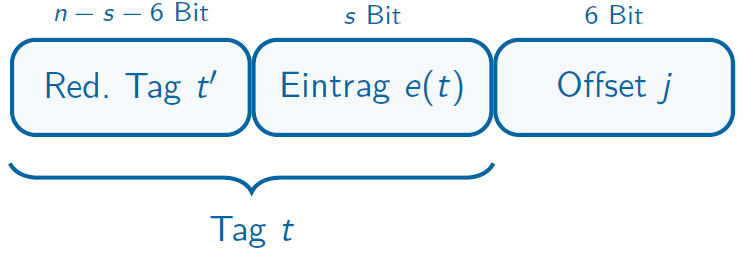 n − s − 6 Bit s Bit 6 Bit
Red. Tag t′ Eintrag e(t) Offset j
Tag t